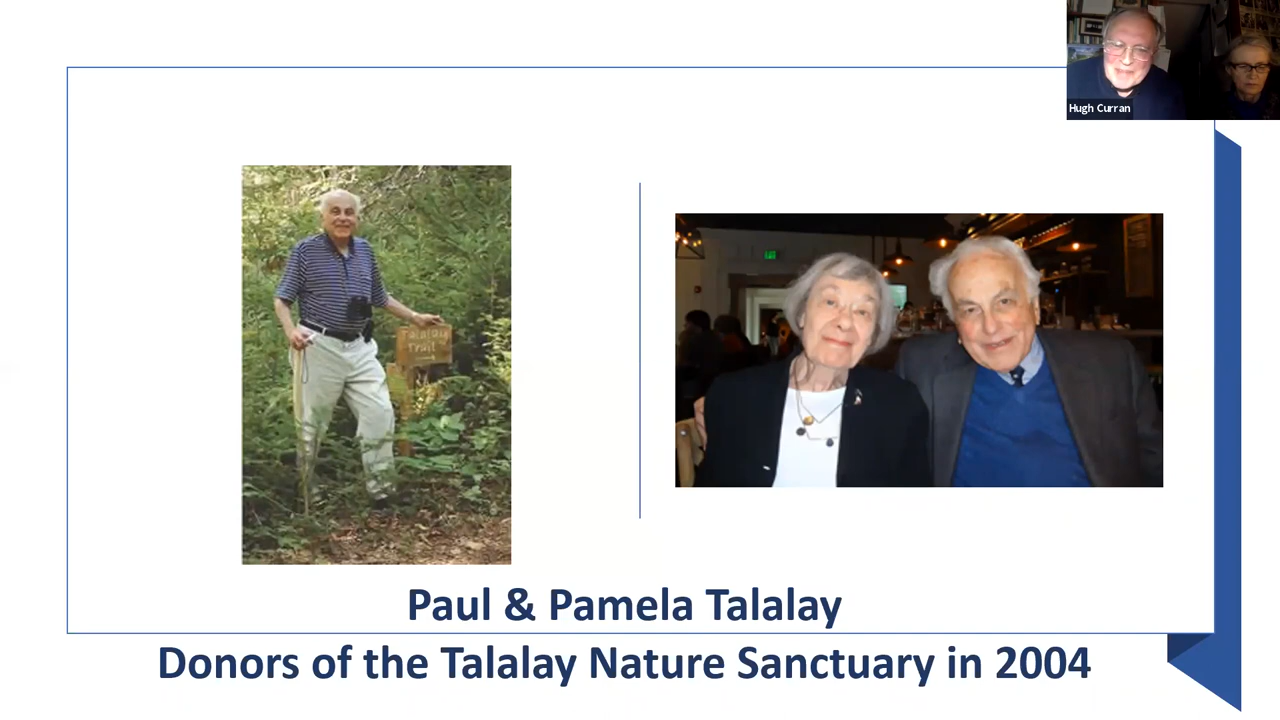 Hugh Curran
Talalay
Trail
Paul & Pamela Talalay
Donors of the Talalay Nature Sanctuary in 2004